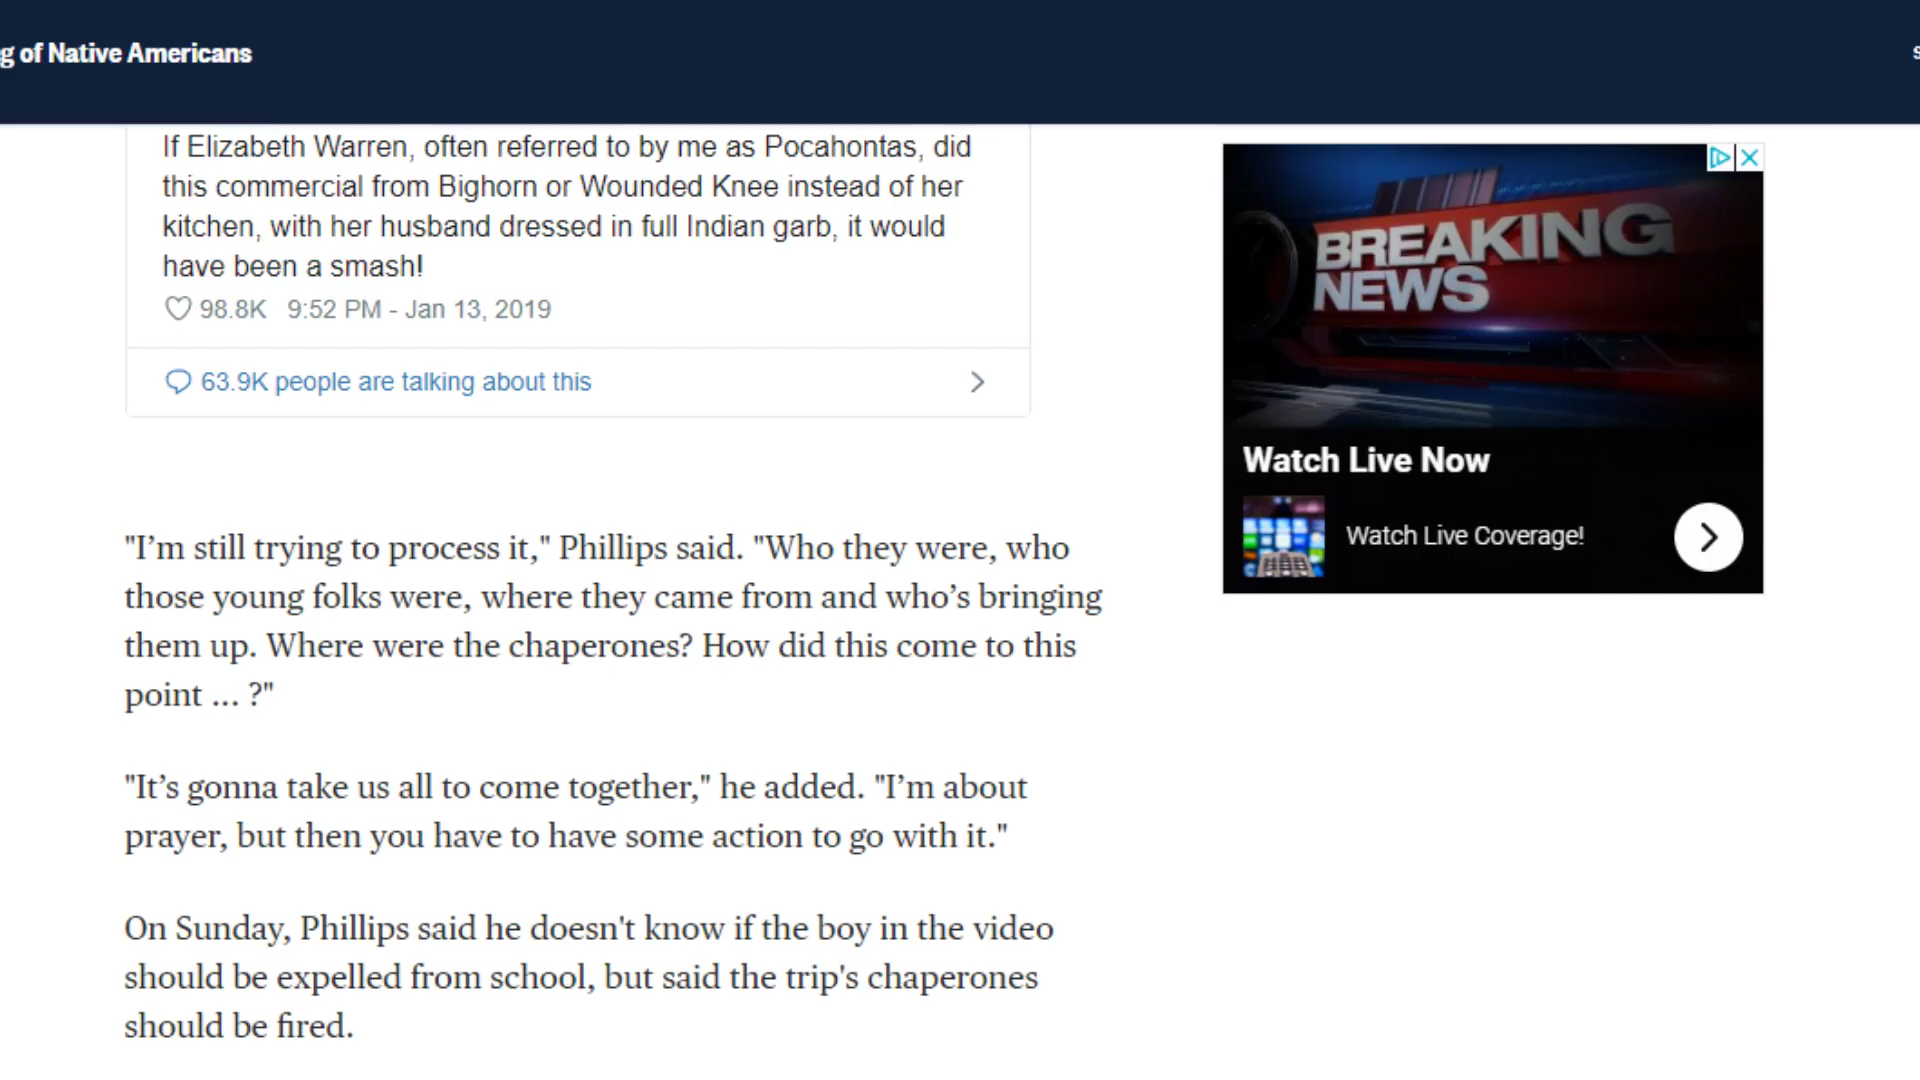 g of Native Americans
s
If Elizabeth Warren, often referred to by me as Pocahontas, did
this commercial from Bighorn or Wounded Knee instead of her
kitchen, with her husband dressed in full Indian garb, it would
have been a smash!
98.8K 9:52 PM - Jan 13, 2019
63.9K people are talking about this
"I’m still trying to process it," Phillips said. "Who they were, who
those young folks were, where they came from and who’s bringing
them up. Where were the chaperones? How did this come to this
point ... ?"
"It’s gonna take us all to come together," he added. "I’m about
prayer, but then you have to have some action to go with it."
On Sunday, Phillips said he doesn't know if the boy in the video
should be expelled from school, but said the trip's chaperones
should be fired.
BREAKING
NEWS
Watch Live Now
Watch Live Coverage!